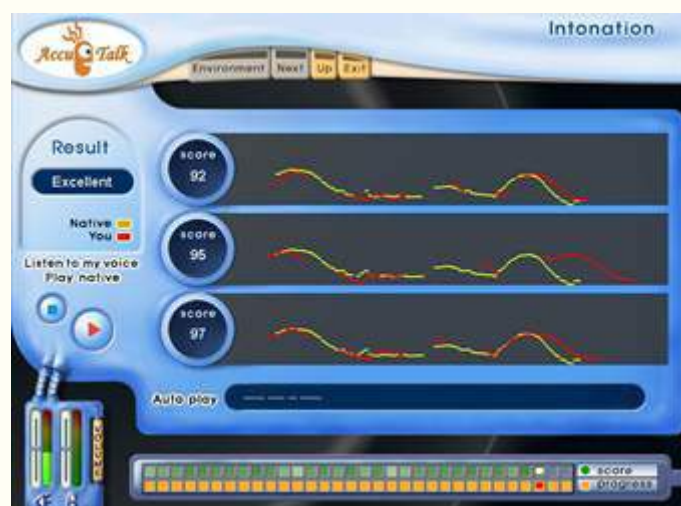 Accu Talk
Intonation
Environment Next Up Exit
Result
Excellent
Native
You
Listen to my voice
Play native
score
92
score
95
score
97
Auto play
score
progress